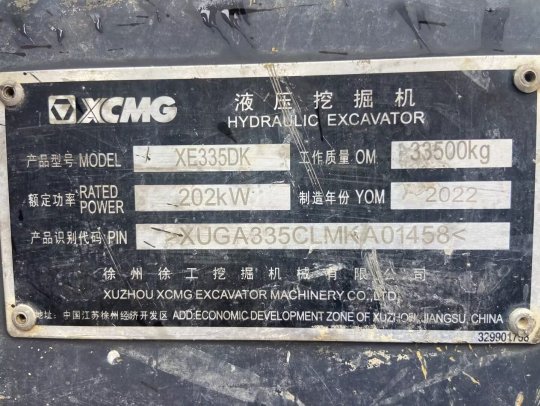 XCMG 液压挖掘机
HYDRAULIC EXCAVATOR
产品型号 MODEL XE335DK 工作质量 OM 33500kg
额定功率 RATED POWER 202kW 制造年份 YOM 2022
产品识别代码 PIN >XUGA335CLMKA01458<
徐州徐工挖掘机械有限公司
XUZHOU XCMG EXCAVATOR MACHINERY CO.,LTD.
地址: 中国江苏徐州经济开发区 ADD:ECONOMIC DEVELOPMENT ZONE OF XUZHOU, JIANGSU, CHINA